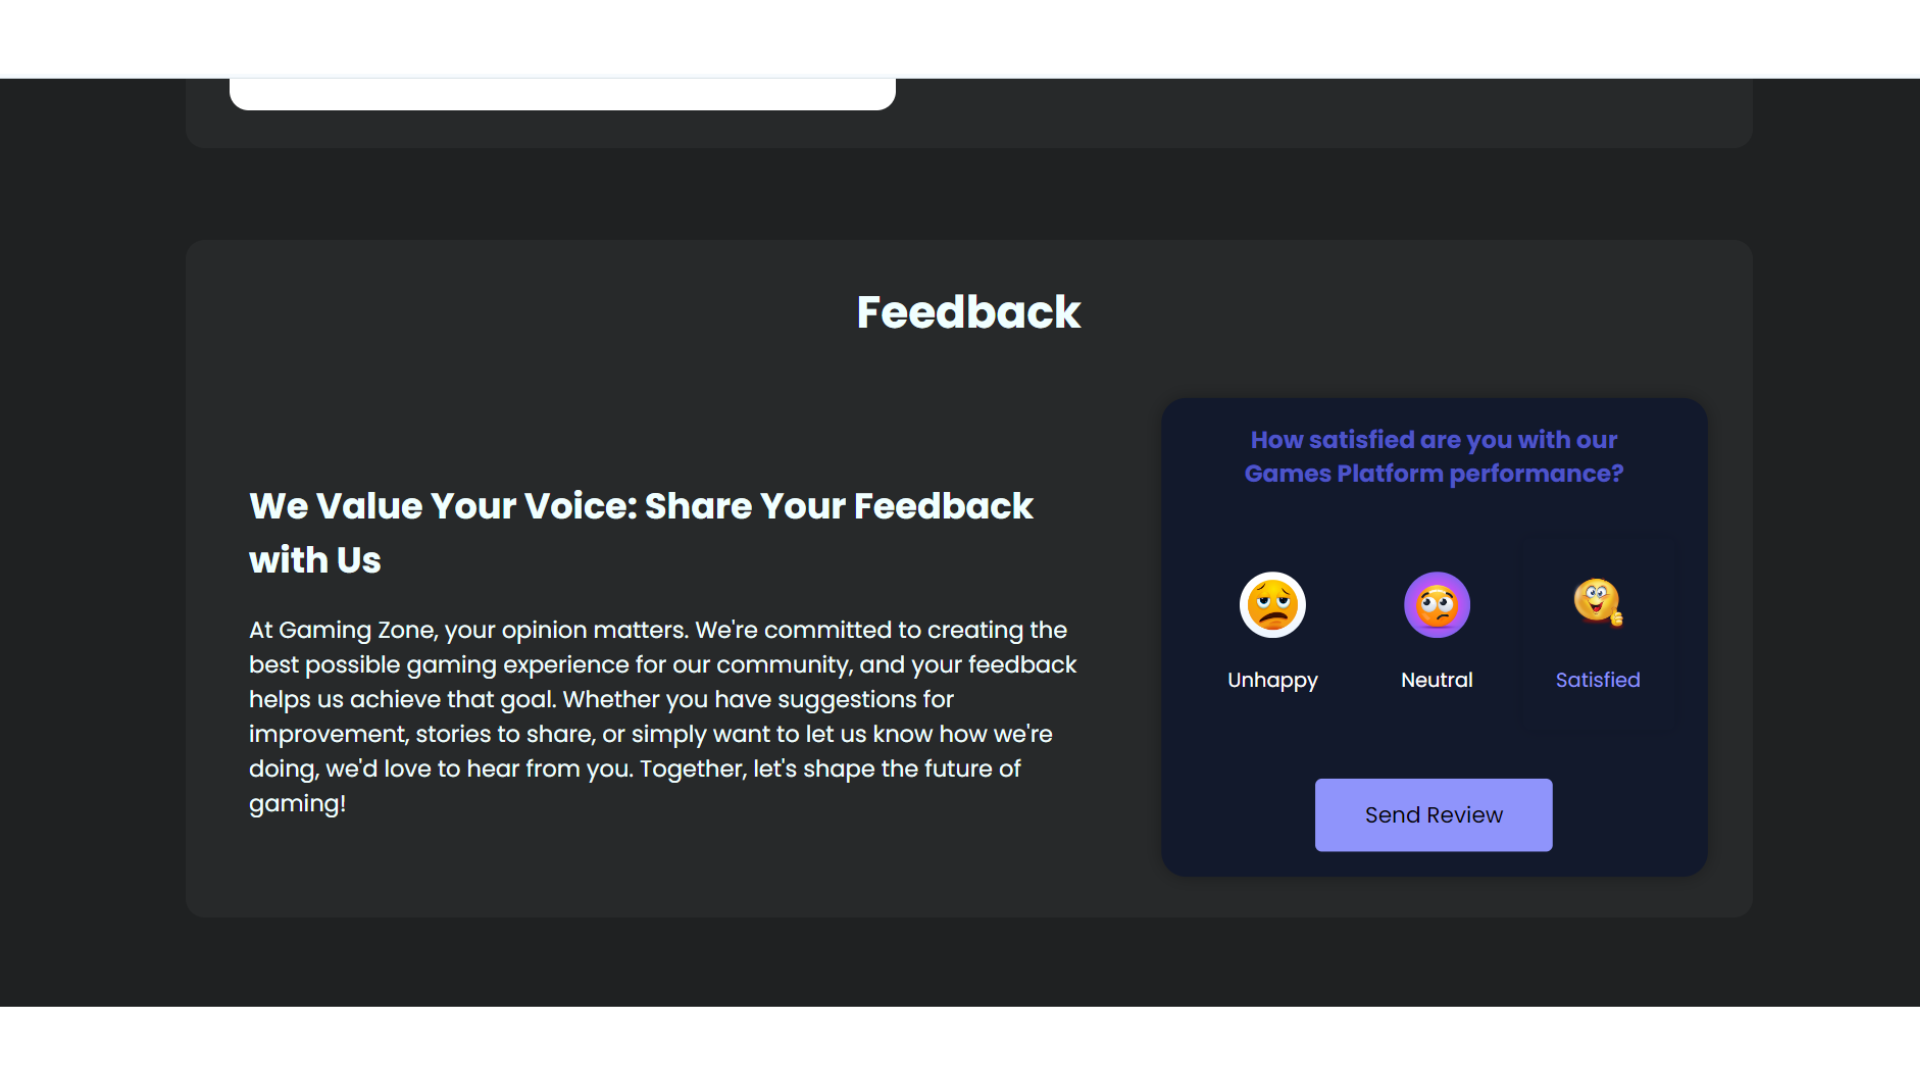 Feedback
We Value Your Voice: Share Your Feedback
with Us
At Gaming Zone, your opinion matters. We're committed to creating the
best possible gaming experience for our community, and your feedback
helps us achieve that goal. Whether you have suggestions for
improvement, stories to share, or simply want to let us know how we're
doing, we'd love to hear from you. Together, let's shape the future of
gaming!
How satisfied are you with our
Games Platform performance?
Unhappy
Neutral
Satisfied
Send Review